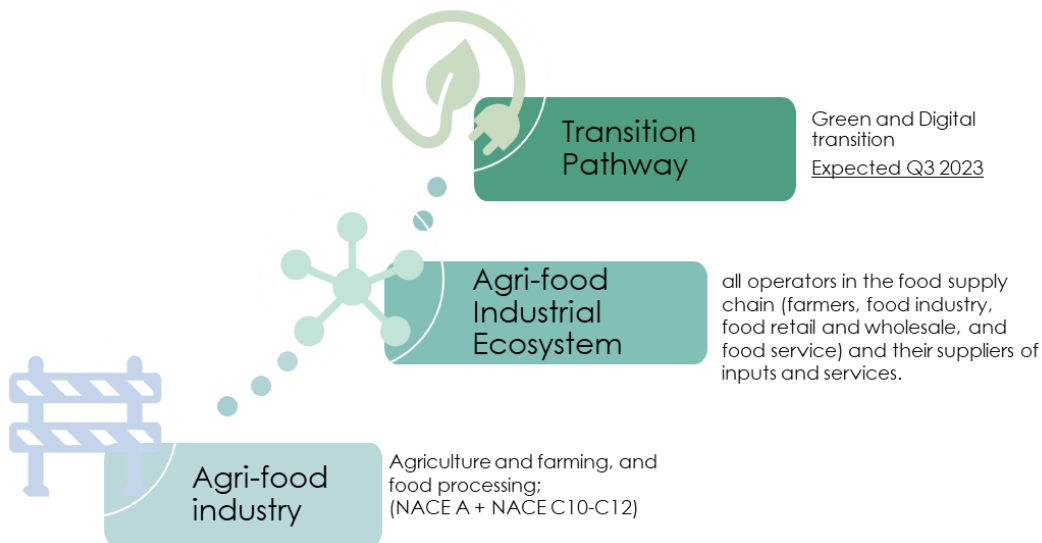 Transition
Pathway
Green and Digital
transition
Expected Q3 2023
Agri-food
Industrial
Ecosystem
all operators in the food supply
chain (farmers, food industry,
food retail and wholesale, and
food service) and their suppliers of
inputs and services.
Agri-food
industry
Agriculture and farming, and
food processing;
(NACE A + NACE C10-C12)